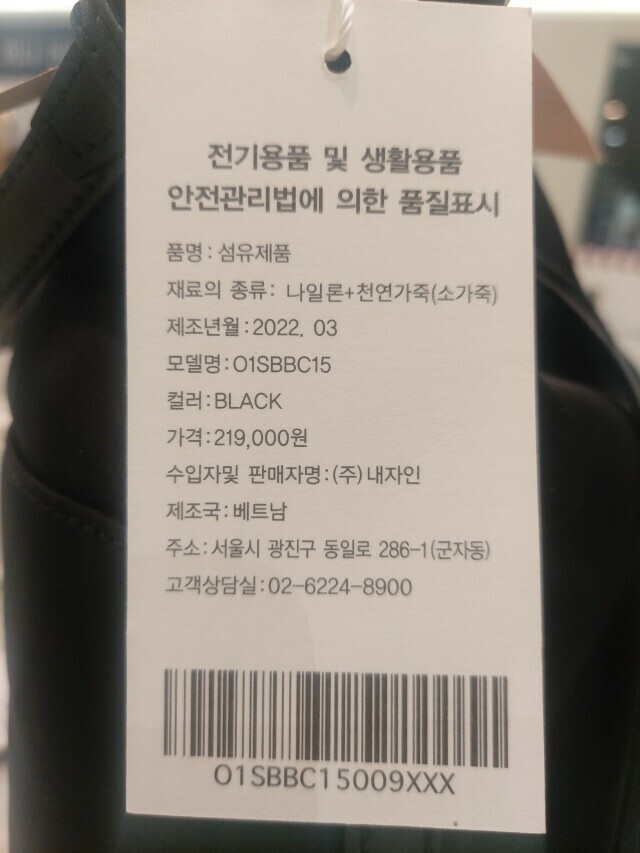 전기용품 및 생활용품
안전관리법에 의한 품질표시
품명:섬유제품
재료의 종류: 나일론+천연가죽(소가죽)
제조년월:2022. 03
모델명:O1SBBC15
컬러:BLACK
가격:219,000원
수입자및 판매자명:(주)내자인
제조국:베트남
주소:서울시 광진구 동일로 286-1(군자동)
고객상담실:02-6224-8900
O1SBBC15009XXX